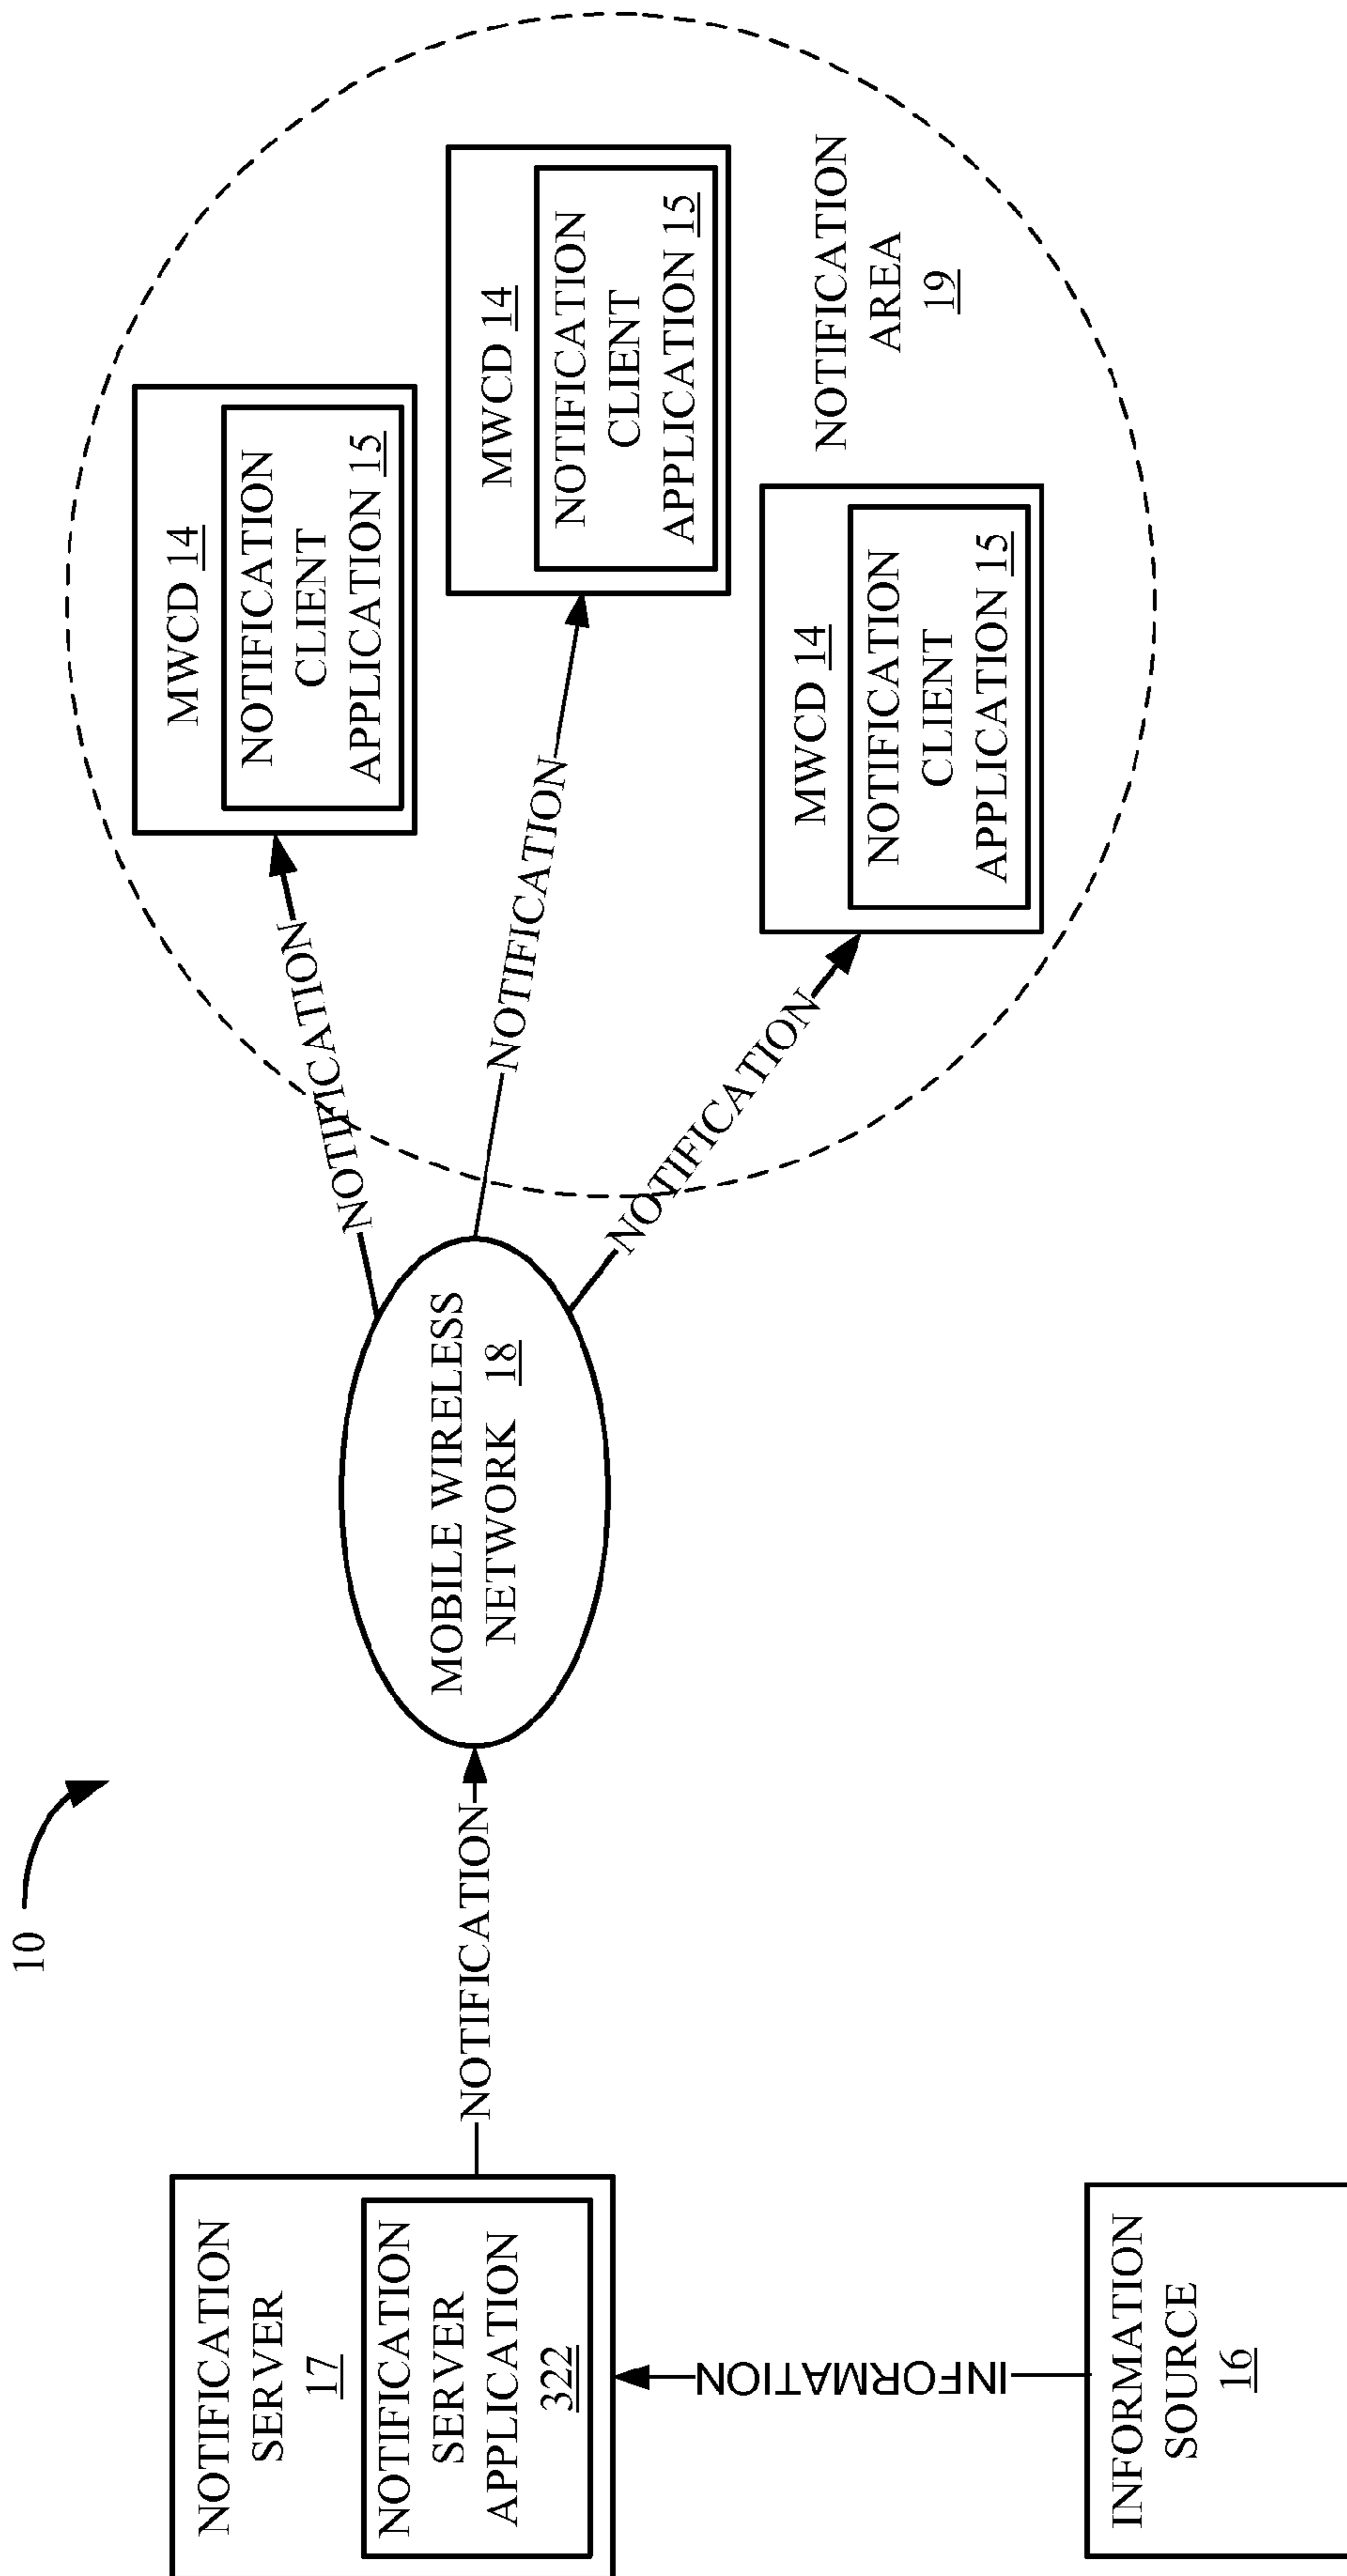 10
NOTIFICATION
SERVER
17
NOTIFICATION
SERVER
APPLICATION
322
INFORMATION
INFORMATION
SOURCE
16
NOTIFICATION
MOBILE WIRELESS
NETWORK 18
NOTIFICATION
NOTIFICATION
NOTIFICATION
MWCD 14
NOTIFICATION
CLIENT
APPLICATION 15
MWCD 14
NOTIFICATION
CLIENT
APPLICATION 15
MWCD 14
NOTIFICATION
CLIENT
APPLICATION 15
NOTIFICATION
AREA
19